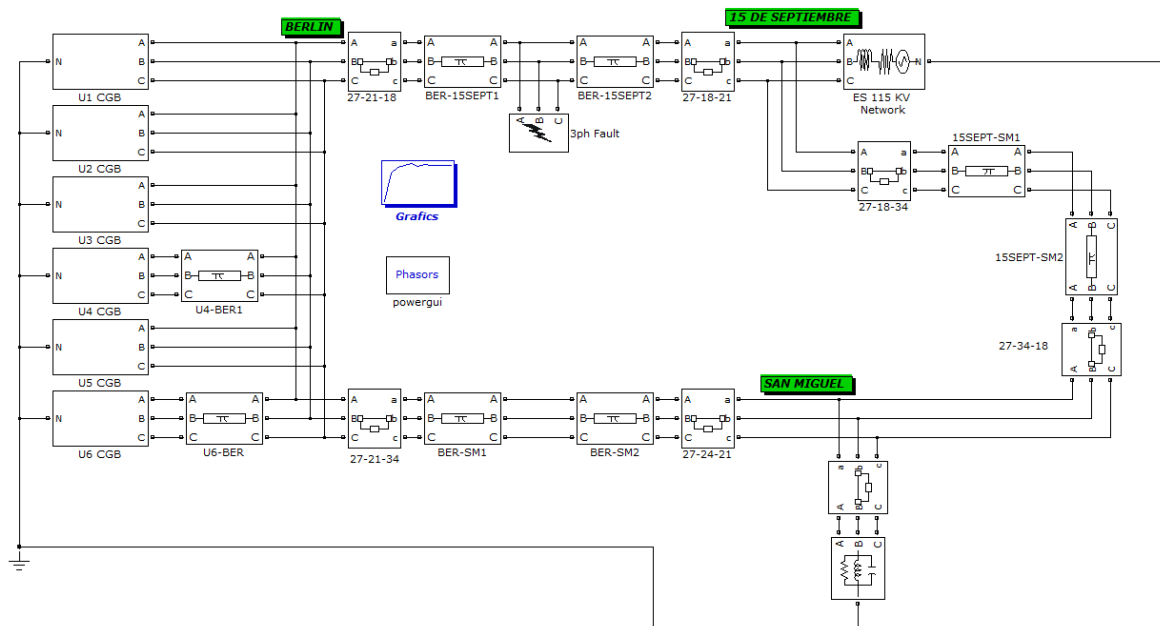 BERLIN
15 DE SEPTIEMBRE
N A B C
U1 CGB
A B C a b c
27-21-18
A B C A B C
BER-15SEPT1
A B C A B C
BER-15SEPT2
A B C a b c
27-18-21
A B C N
ES 115 KV
Network
N A B C
U2 CGB
A B C
3ph Fault
15SEPT-SM1
A B C A B C
A B C a b c
27-18-34
Grafics
N A B C
U3 CGB
A B C
15SEPT-SM2
A B C
N A B C
U4 CGB
A B C A B C
U4-BER1
Phasors
powergui
N A B C
U5 CGB
a b c
27-34-18
A B C
SAN MIGUEL
N A B C
U6 CGB
A B C A B C
U6-BER
A B C a b c
27-21-34
A B C A B C
BER-SM1
A B C A B C
BER-SM2
A B C a b c
27-24-21
a b c
A B C
A B C